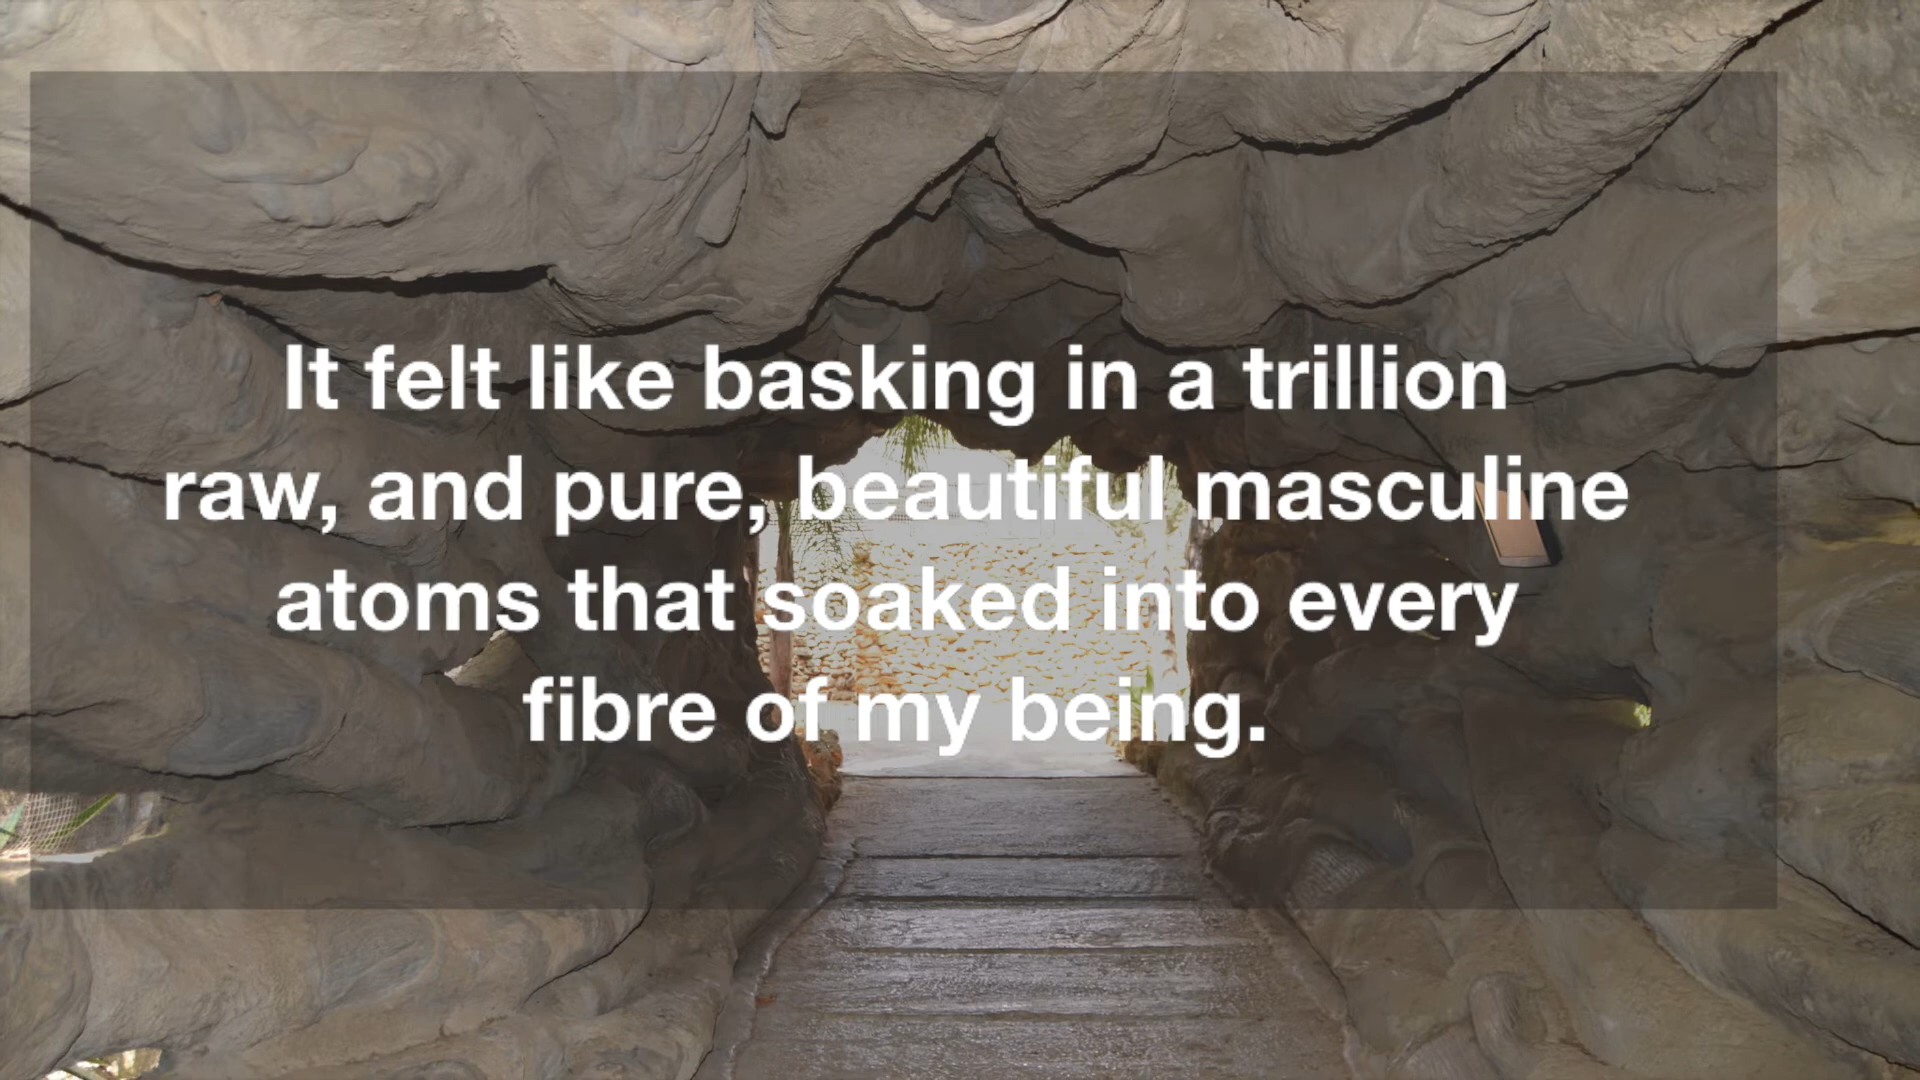 It felt like basking in a trillion
raw, and pure, beautiful masculine
atoms that soaked into every
fibre of my being.